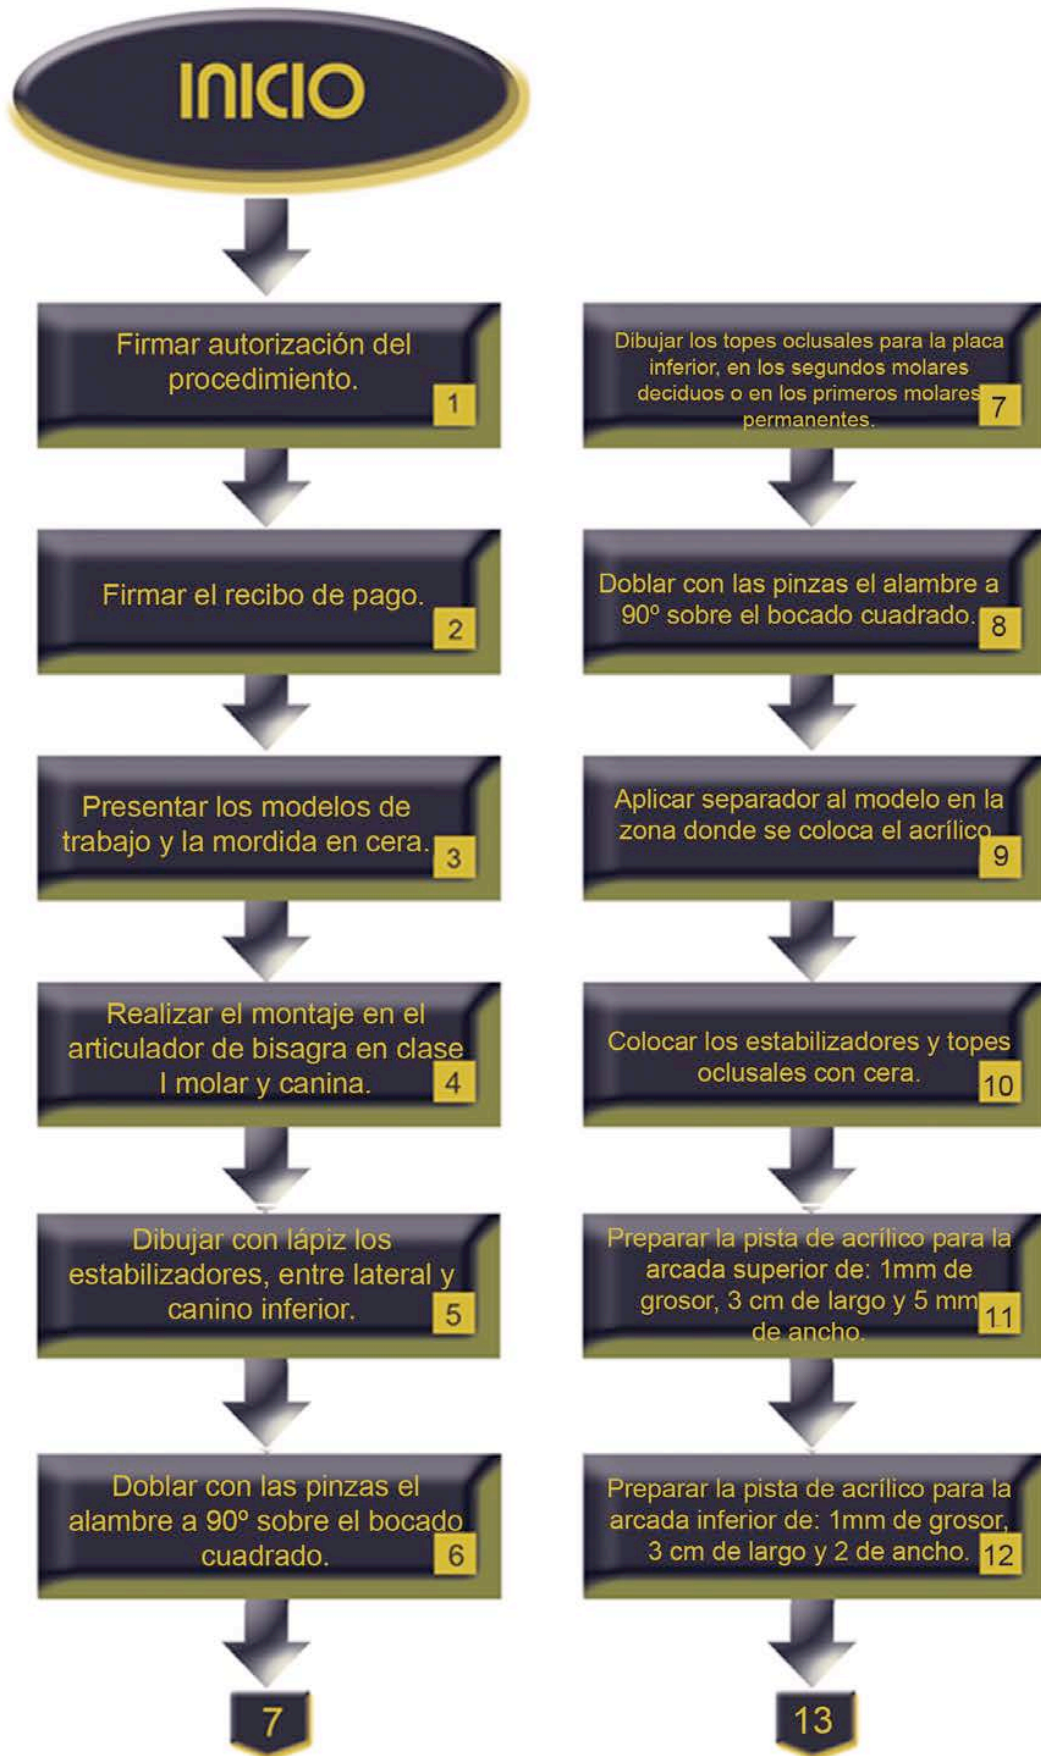 INICIO
Firmar autorización del
procedimiento.
1
Firmar el recibo de pago.
2
Presentar los modelos de
trabajo y la mordida en cera.
3
Realizar el montaje en el
articulador de bisagra en clase
I molar y canina.
4
Dibujar con lápiz los
estabilizadores, entre lateral y
canino inferior.
5
Doblar con las pinzas el
alambre a 90º sobre el bocado
cuadrado.
6
7
Dibujar los topes oclusales para la placa
inferior, en los segundos molares
deciduos o en los primeros molares
permanentes.
7
Doblar con las pinzas el alambre a
90º sobre el bocado cuadrado.
8
Aplicar separador al modelo en la
zona donde se coloca el acrílico
9
Colocar los estabilizadores y topes
oclusales con cera.
10
Preparar la pista de acrílico para la
arcada superior de: 1mm de
grosor, 3 cm de largo y 5 mm
de ancho.
11
Preparar la pista de acrílico para la
arcada inferior de: 1mm de grosor,
3 cm de largo y 2 de ancho.
12
13